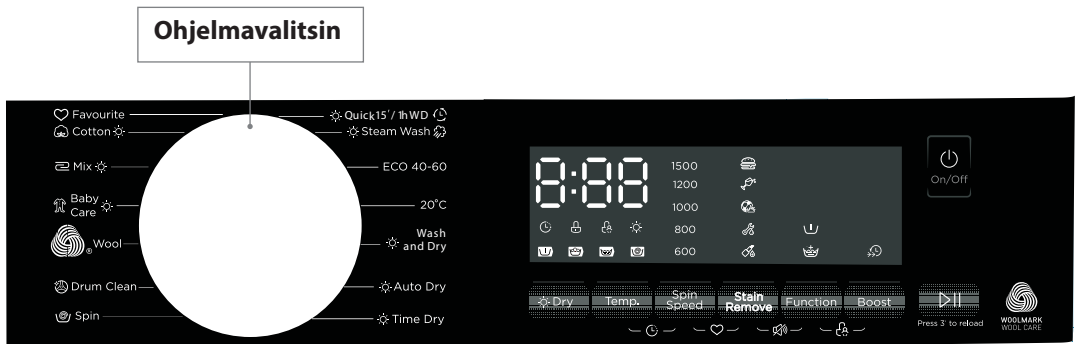 Ohjelmavalitsin
Favourite
Cotton
Mix
Baby
Care
Wool
®
Drum Clean
Spin
Quick15'/ 1hWD
Steam Wash
ECO 40-60
20°C
Wash
and Dry
Auto Dry
Time Dry
8:88
1500
1200
1000
800
600
On/Off
Dry
Temp.
Spin
Speed
Stain
Remove
Function
Boost
Press 3" to reload
WOOLMARK
WOOL CARE